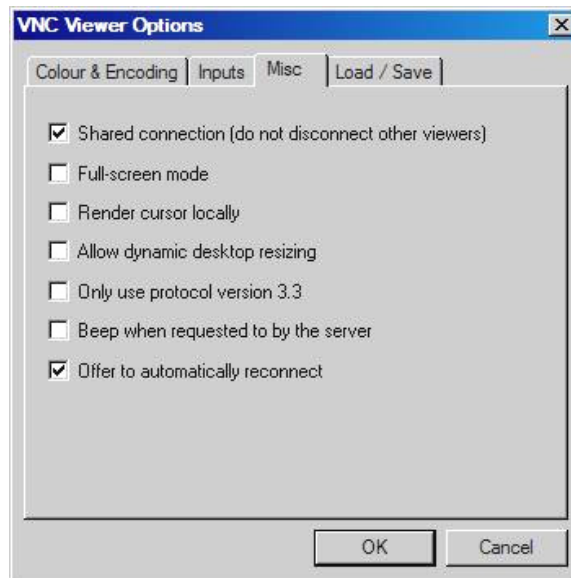 VNC Viewer Options
Colour & Encoding Inputs Misc Load / Save
Shared connection (do not disconnect other viewers)
Full-screen mode
Render cursor locally
Allow dynamic desktop resizing
Only use protocol version 3.3
Beep when requested to by the server
Offer to automatically reconnect
OK Cancel